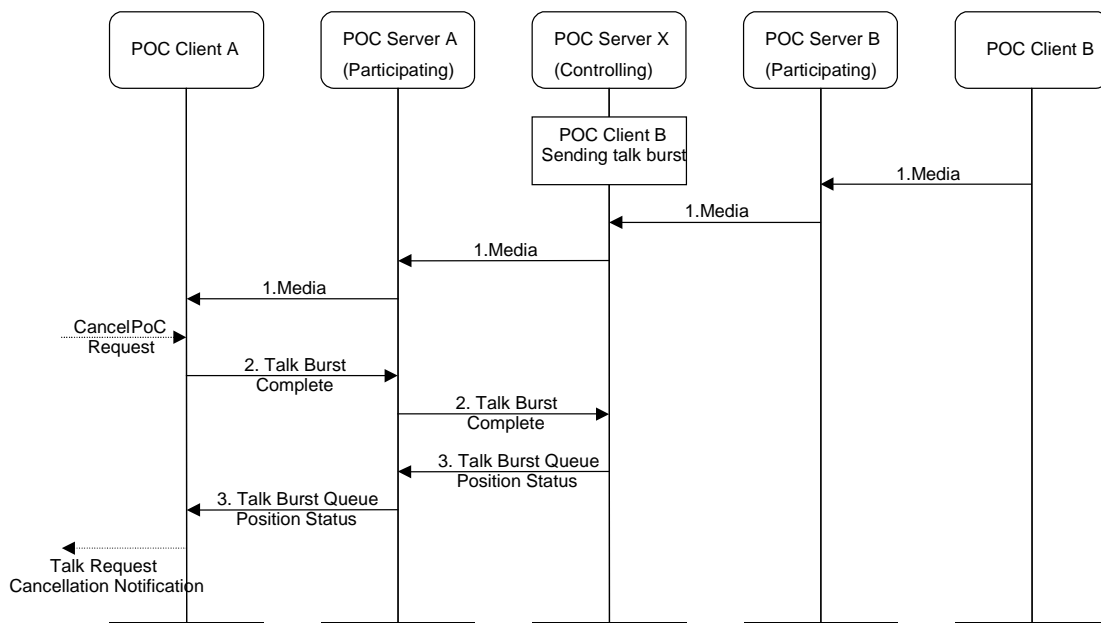 POC Client A
POC Server A
(Participating)
POC Server X
(Controlling)
POC Server B
(Participating)
POC Client B
POC Client B
Sending talk burst
1.Media
1.Media
1.Media
1.Media
CancelPoC
Request
2. Talk Burst
Complete
2. Talk Burst
Complete
3. Talk Burst Queue
Position Status
3. Talk Burst Queue
Position Status
Talk Request
Cancellation Notification